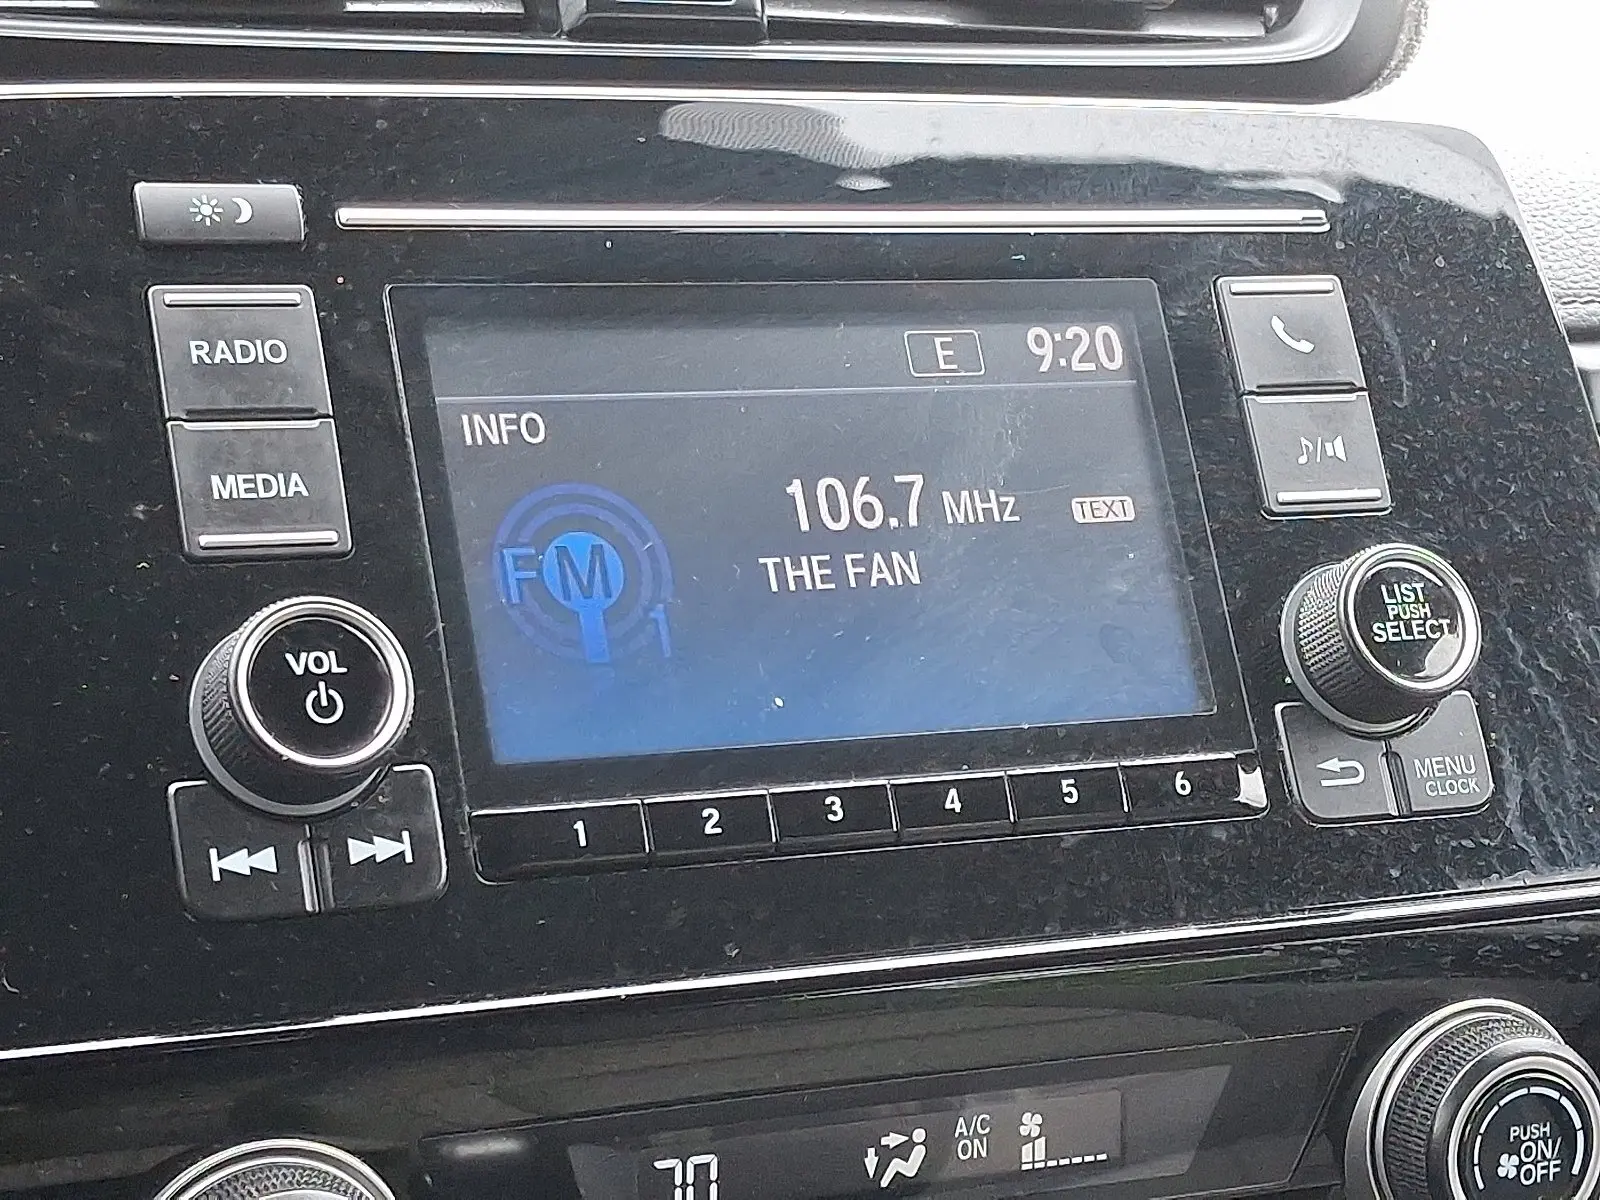 E 9:20
RADIO
INFO
MEDIA
106.7 MHz TEXT
THE FAN
FM
1
LIST
PUSH
SELECT
VOL
MENU
CLOCK
1 2 3 4 5 6
A/C
ON
70
PUSH
ON/
OFF